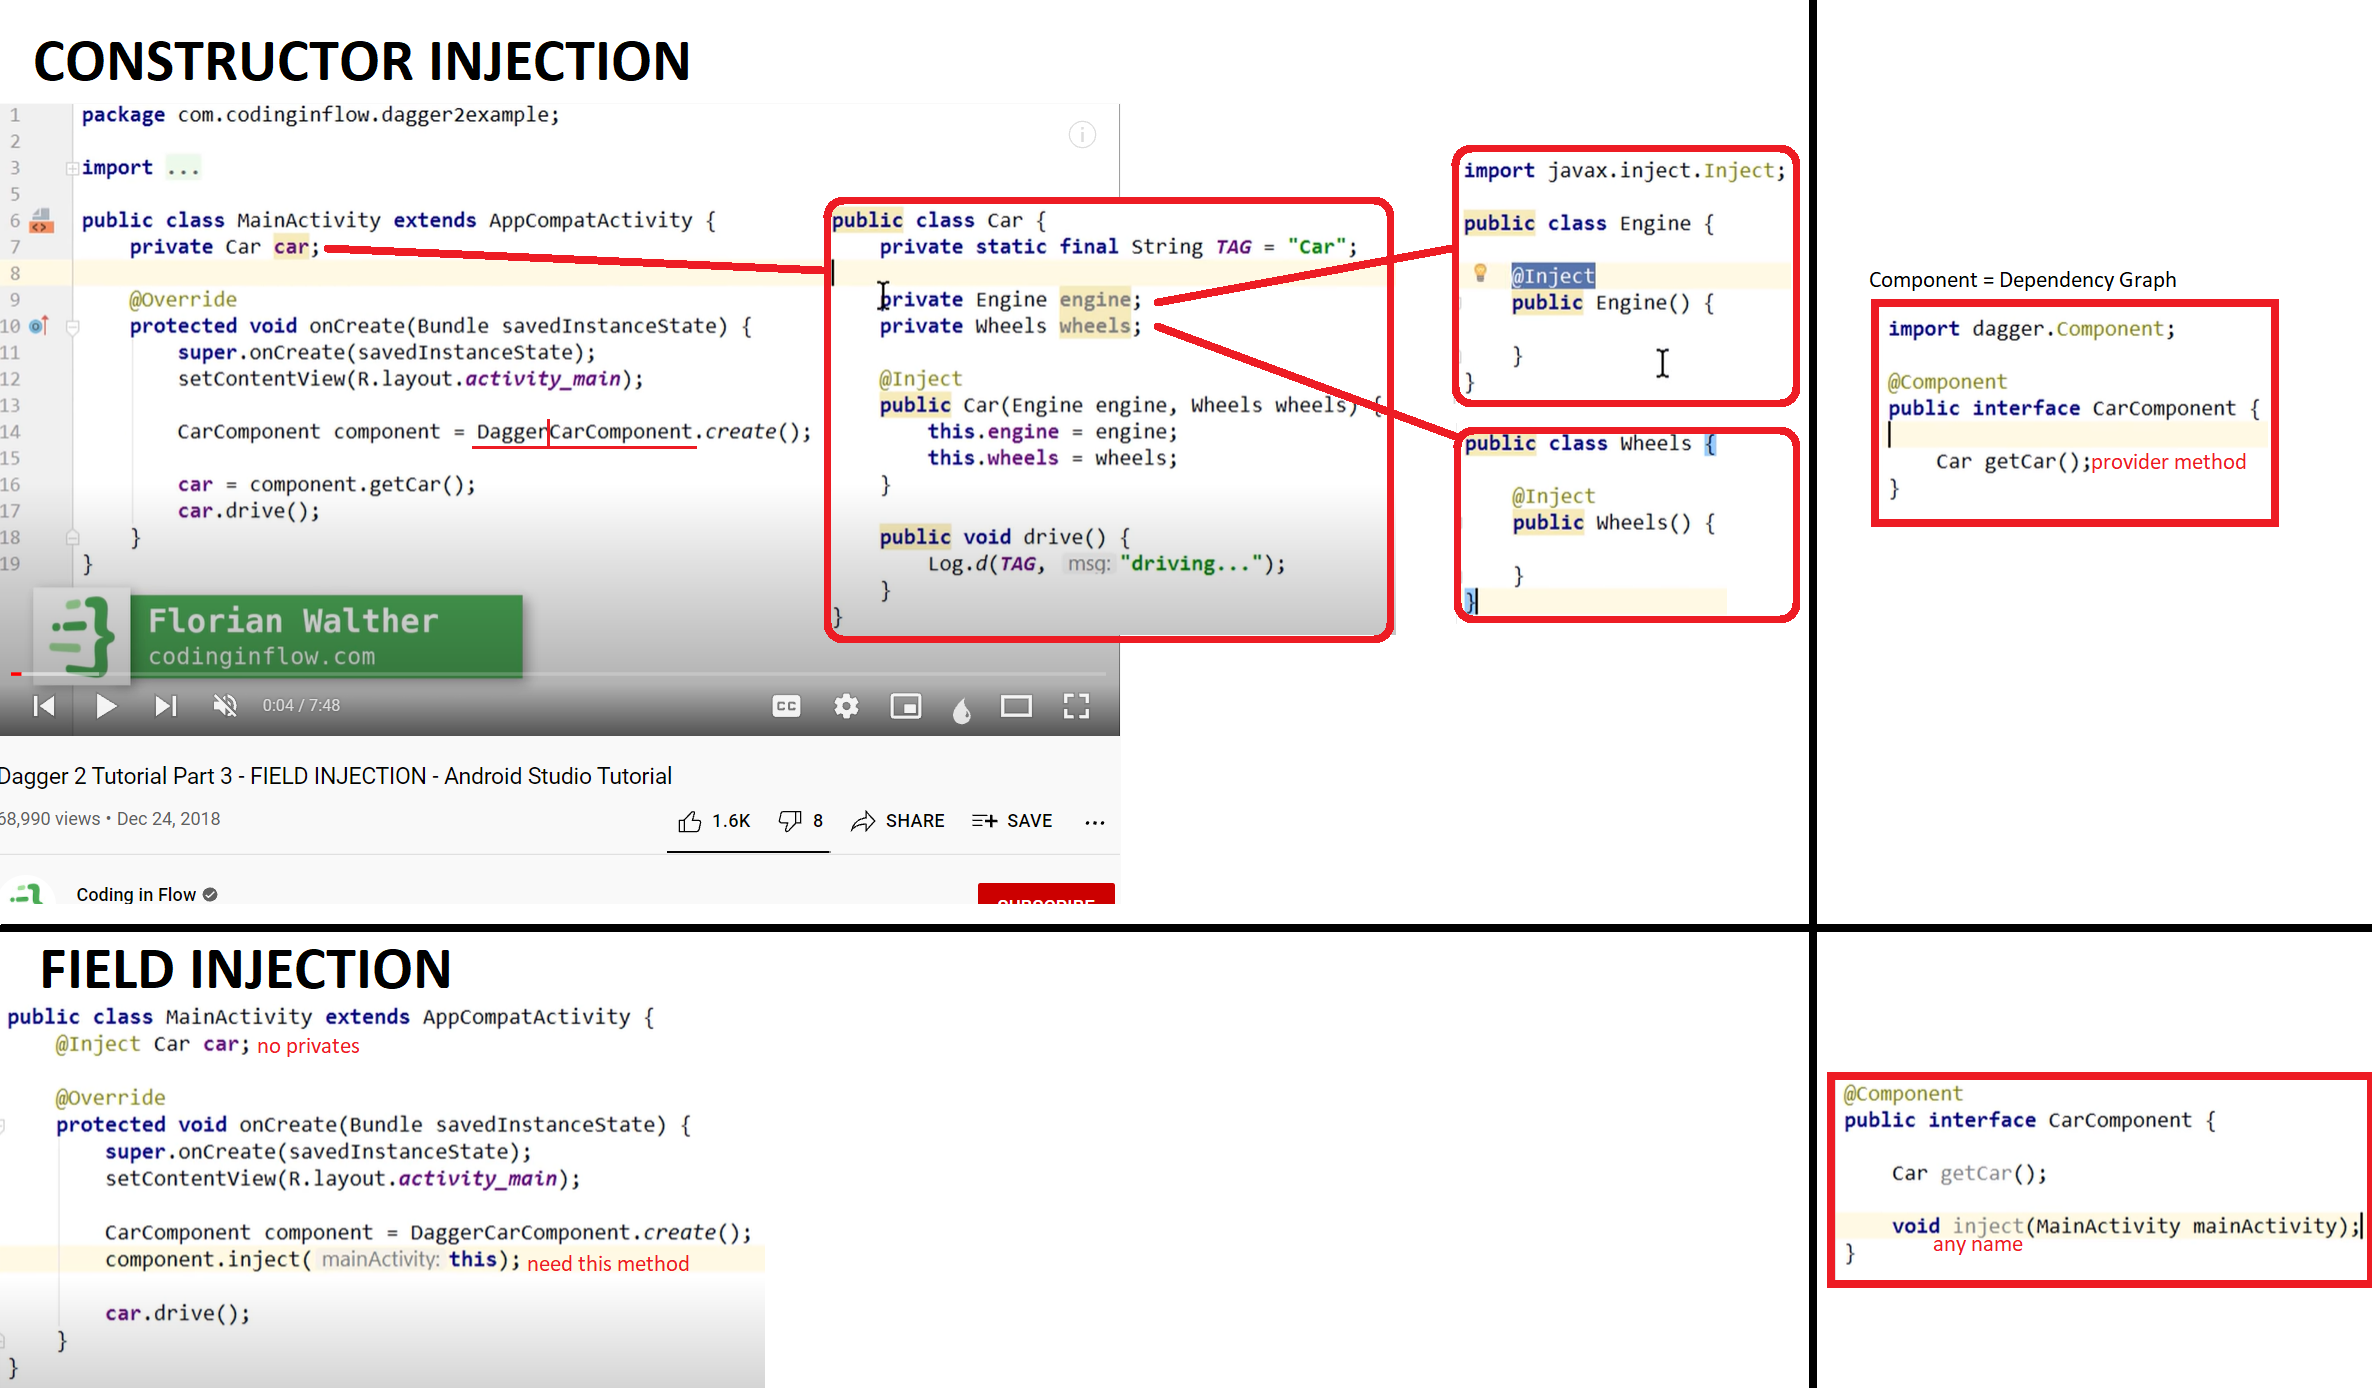 CONSTRUCTOR INJECTION
1 package com.codinginflow.dagger2example;
2
3 import ...
5
6 public class MainActivity extends AppCompatActivity {
7 private Car car;
8
9 @Override
10 protected void onCreate(Bundle savedInstanceState) {
11 super.onCreate(savedInstanceState);
12 setContentView(R.layout.activity_main);
13
14 CarComponent component = DaggerCarComponent.create();
15
16 car = component.getCar();
17 car.drive();
18 }
19 }
Florian Walther
codinginflow.com
0:04 / 7:48
CC
Dagger 2 Tutorial Part 3 - FIELD INJECTION - Android Studio Tutorial
68,990 views • Dec 24, 2018
1.6K 8 SHARE SAVE ...
Coding in Flow
SUBSCRIBE
public class Car {
private static final String TAG = "Car";
private Engine engine;
private Wheels wheels;
@Inject
public Car(Engine engine, Wheels wheels) {
this.engine = engine;
this.wheels = wheels;
}
public void drive() {
Log.d(TAG, msg: "driving...");
}
}
import javax.inject.Inject;
public class Engine {
@Inject
public Engine() {
}
}
public class Wheels {
@Inject
public Wheels() {
}
}
Component = Dependency Graph
import dagger.Component;
@Component
public interface CarComponent {
Car getCar();provider method
}
FIELD INJECTION
public class MainActivity extends AppCompatActivity {
@Inject Car car; no privates
@Override
protected void onCreate(Bundle savedInstanceState) {
super.onCreate(savedInstanceState);
setContentView(R.layout.activity_main);
CarComponent component = DaggerCarComponent.create();
component.inject( mainActivity: this); need this method
car.drive();
}
}
@Component
public interface CarComponent {
Car getCar();
void inject(MainActivity mainActivity);
any name
}